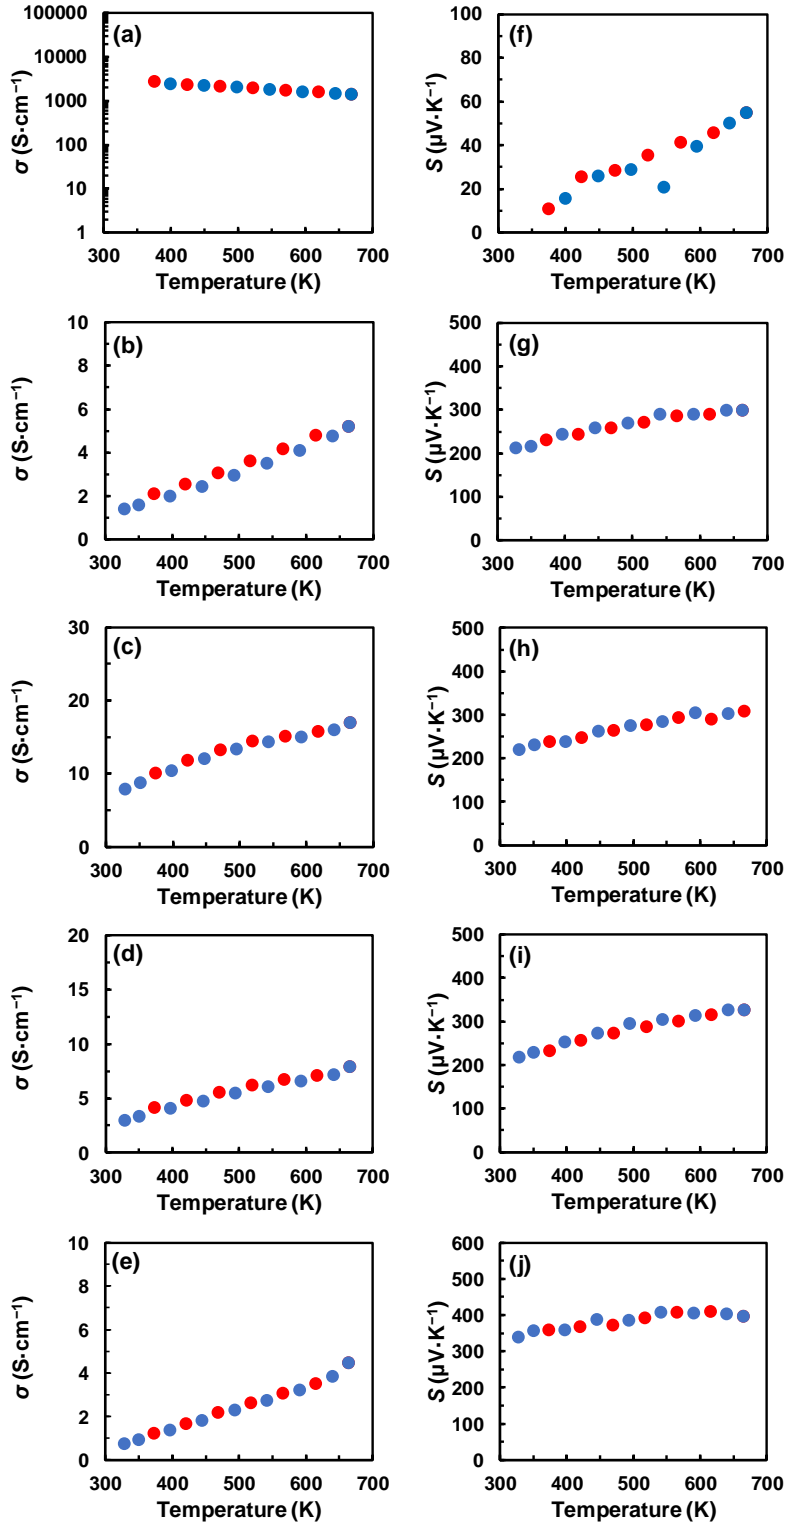 (a)
σ (S·cm⁻¹)
100000
10000
1000
100
10
1
300 400 500 600 700
Temperature (K)
(f)
S (μV·K⁻¹)
100
80
60
40
20
0
300 400 500 600 700
Temperature (K)
(b)
σ (S·cm⁻¹)
10
8
6
4
2
0
300 400 500 600 700
Temperature (K)
(g)
S (μV·K⁻¹)
500
400
300
200
100
0
300 400 500 600 700
Temperature (K)
(c)
σ (S·cm⁻¹)
30
20
10
0
300 400 500 600 700
Temperature (K)
(h)
S (μV·K⁻¹)
500
400
300
200
100
0
300 400 500 600 700
Temperature (K)
(d)
σ (S·cm⁻¹)
20
15
10
5
0
300 400 500 600 700
Temperature (K)
(i)
S (μV·K⁻¹)
500
400
300
200
100
0
300 400 500 600 700
Temperature (K)
(e)
σ (S·cm⁻¹)
10
8
6
4
2
0
300 400 500 600 700
Temperature (K)
(j)
S (μV·K⁻¹)
600
500
400
300
200
100
0
300 400 500 600 700
Temperature (K)